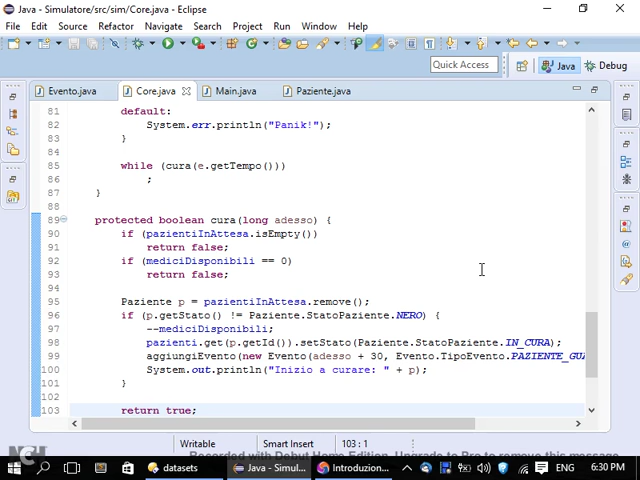 Java - Simulatore/src/sim/Core.java - Eclipse
File Edit Source Refactor Navigate Search Project Run Window Help
Quick Access
Java
Debug
Evento.java
Core.java
Main.java
Paziente.java
81 default:
82 System.err.println("Panik!");
83 }
84
85 while (cura(e.getTempo()))
86 ;
87 }
88
89 protected boolean cura(long adesso) {
90 if (pazientiInAttesa.isEmpty())
91 return false;
92 if (mediciDisponibili == 0)
93 return false;
94
95 Paziente p = pazientiInAttesa.remove();
96 if (p.getStato() != Paziente.StatoPaziente.NERO) {
97 --mediciDisponibili;
98 pazienti.get(p.getId()).setStato(Paziente.StatoPaziente.IN_CURA);
99 aggiungiEvento(new Evento(adesso + 30, Evento.TipoEvento.PAZIENTE_GUA
100 System.out.println("Inizio a curare: " + p);
101 }
102
103 return true;
Writable Smart Insert 103 : 1
NCH
Recorded with Debut Home Edition. Upgrade to Pro to remove this message
datasets
Java - Simul...
Introduzion...
ENG
6:30 PM